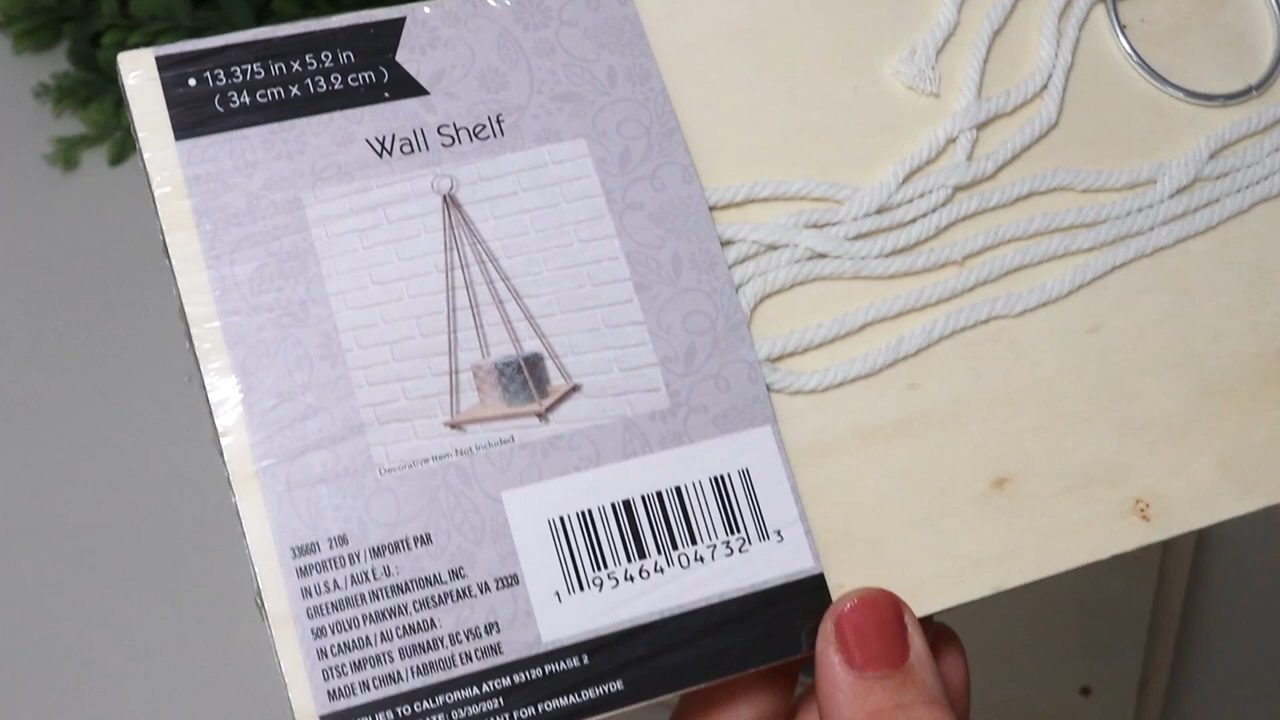 • 13.375 in x 5.2 in
( 34 cm x 13.2 cm )
Wall Shelf
Decorative Item Not Included
336601 2106
IMPORTED BY / IMPORTÉ PAR
IN U.S.A. / AUX É.-U. :
GREENBRIER INTERNATIONAL, INC.
500 VOLVO PARKWAY, CHESAPEAKE, VA 23320
IN CANADA / AU CANADA :
DTSC IMPORTS BURNABY, BC V5G 4P3
MADE IN CHINA / FABRIQUÉ EN CHINE
1 95464 04732 3
TO CALIFORNIA ATCM 93120 PHASE 2
03/30/2021
FOR FORMALDEHYDE